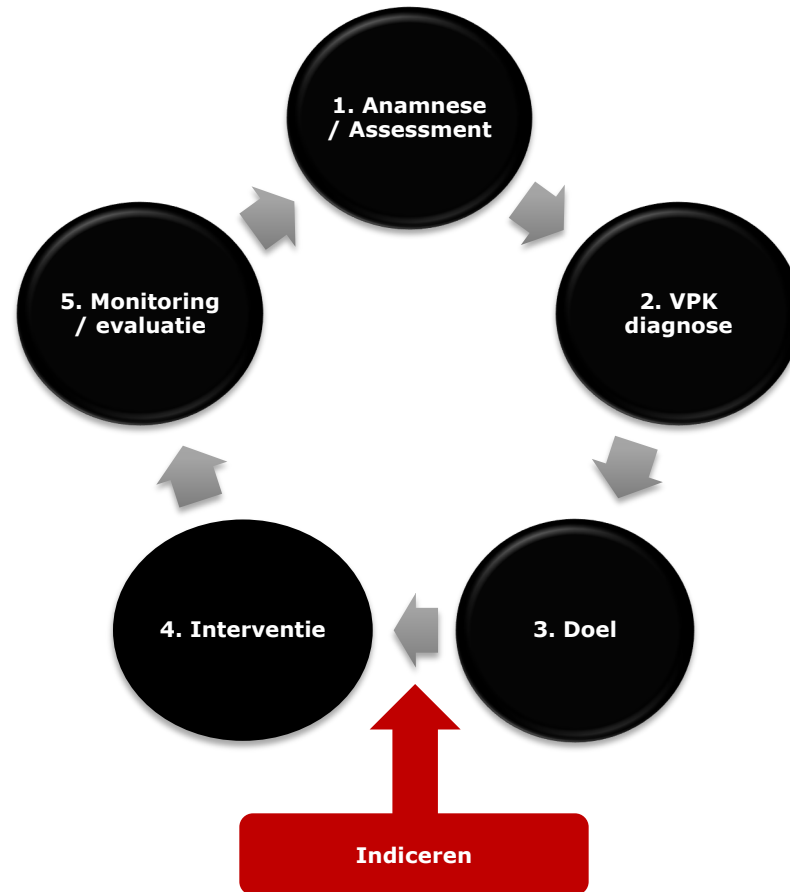 1. Anamnese
/ Assessment
2. VPK
diagnose
3. Doel
4. Interventie
5. Monitoring
/ evaluatie
Indiceren